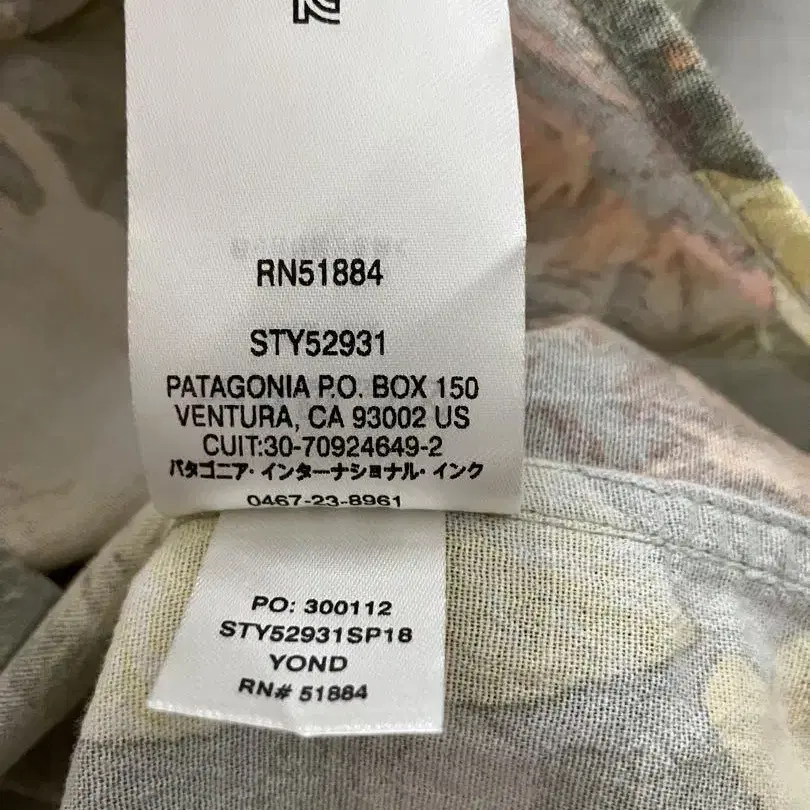 RN51884
STY52931
PATAGONIA P.O. BOX 150
VENTURA, CA 93002 US
CUIT:30-70924649-2
パタゴニア・インターナショナル・インク
0467-23-8961
PO: 300112
STY52931SP18
YOND
RN# 51884